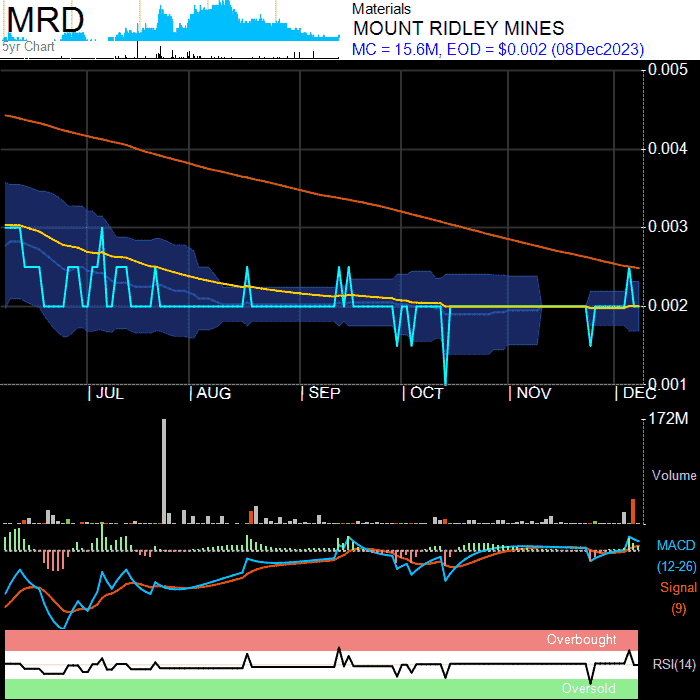 MRD
5yr Chart
Materials
MOUNT RIDLEY MINES
MC = 15.6M, EOD = $0.002 (08Dec2023)
0.005
0.004
0.003
0.002
0.001
JUL AUG SEP OCT NOV DEC
172M
Volume
MACD
(12-26)
Signal
(9)
Overbought
RSI(14)
Oversold